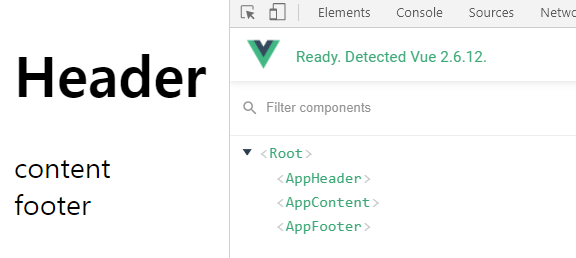 Header
content
footer
Elements Console Sources Netwo
Ready. Detected Vue 2.6.12.
Filter components
<Root>
<AppHeader>
<AppContent>
<AppFooter>